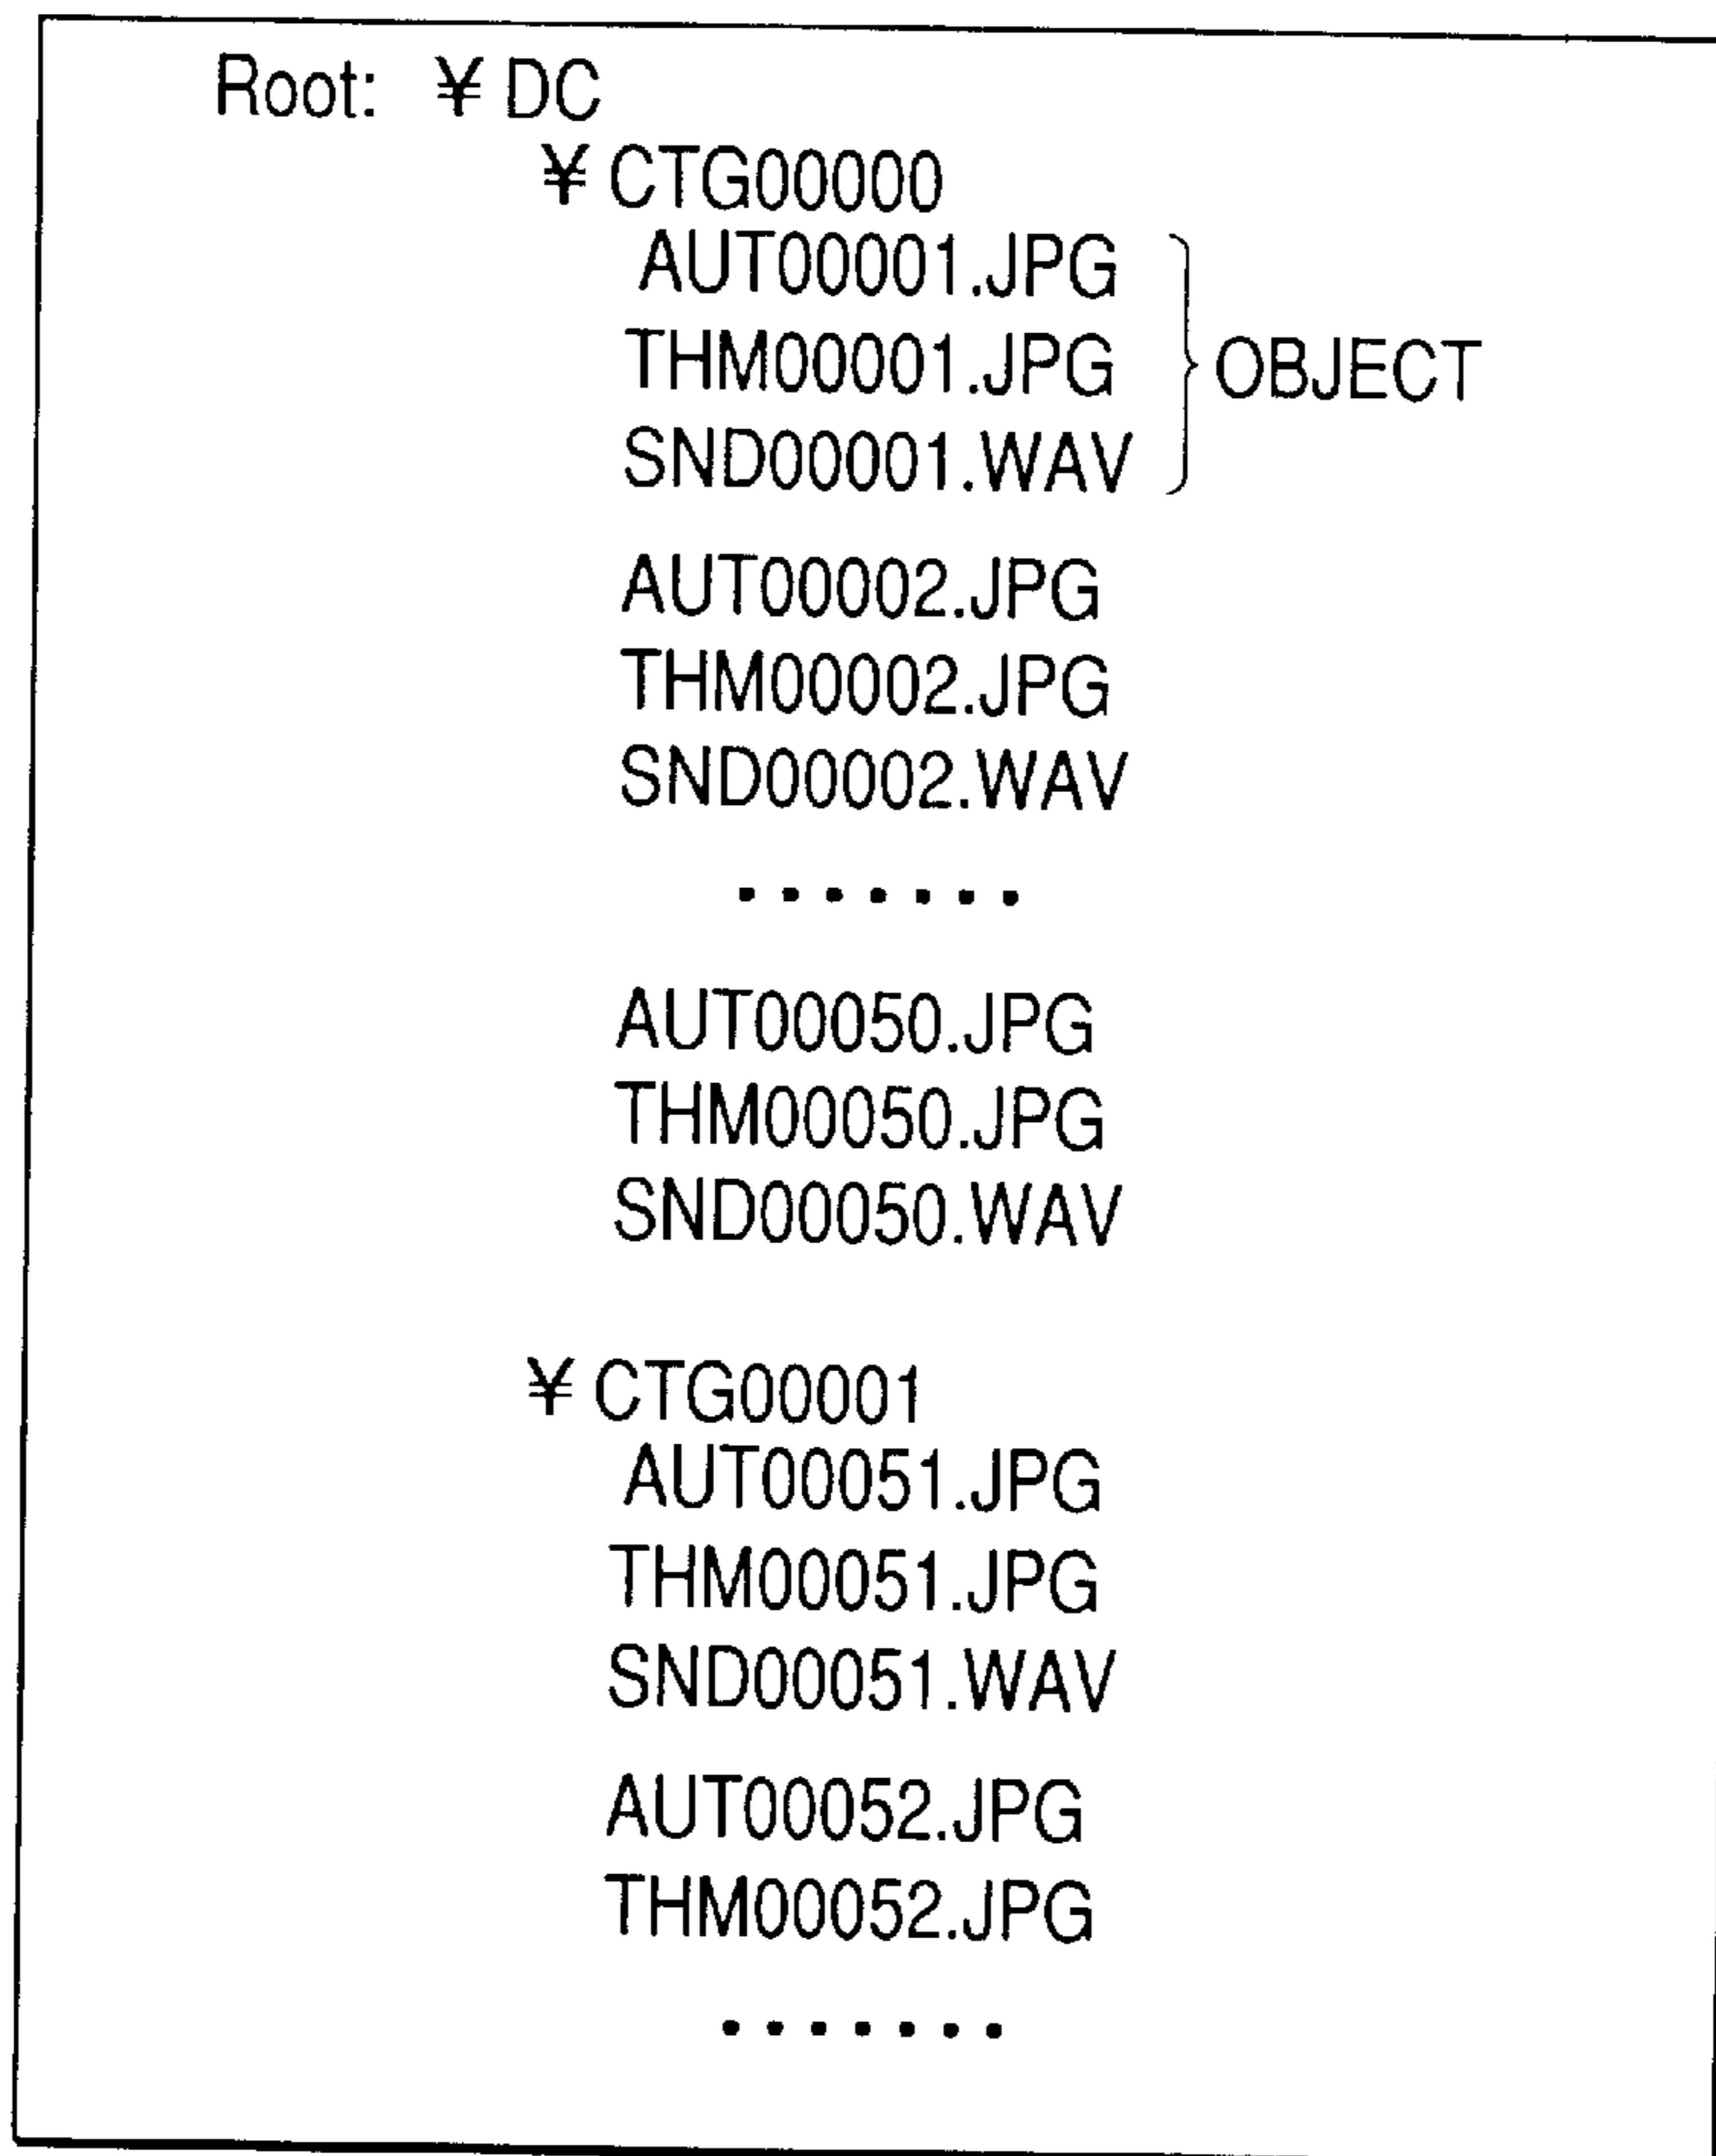 Root: ¥ DC
¥ CTG00000
AUT00001.JPG
THM00001.JPG
OBJECT
SND00001.WAV
AUT00002.JPG
THM00002.JPG
SND00002.WAV
.......
AUT00050.JPG
THM00050.JPG
SND00050.WAV
¥ CTG00001
AUT00051.JPG
THM00051.JPG
SND00051.WAV
AUT00052.JPG
THM00052.JPG
.......